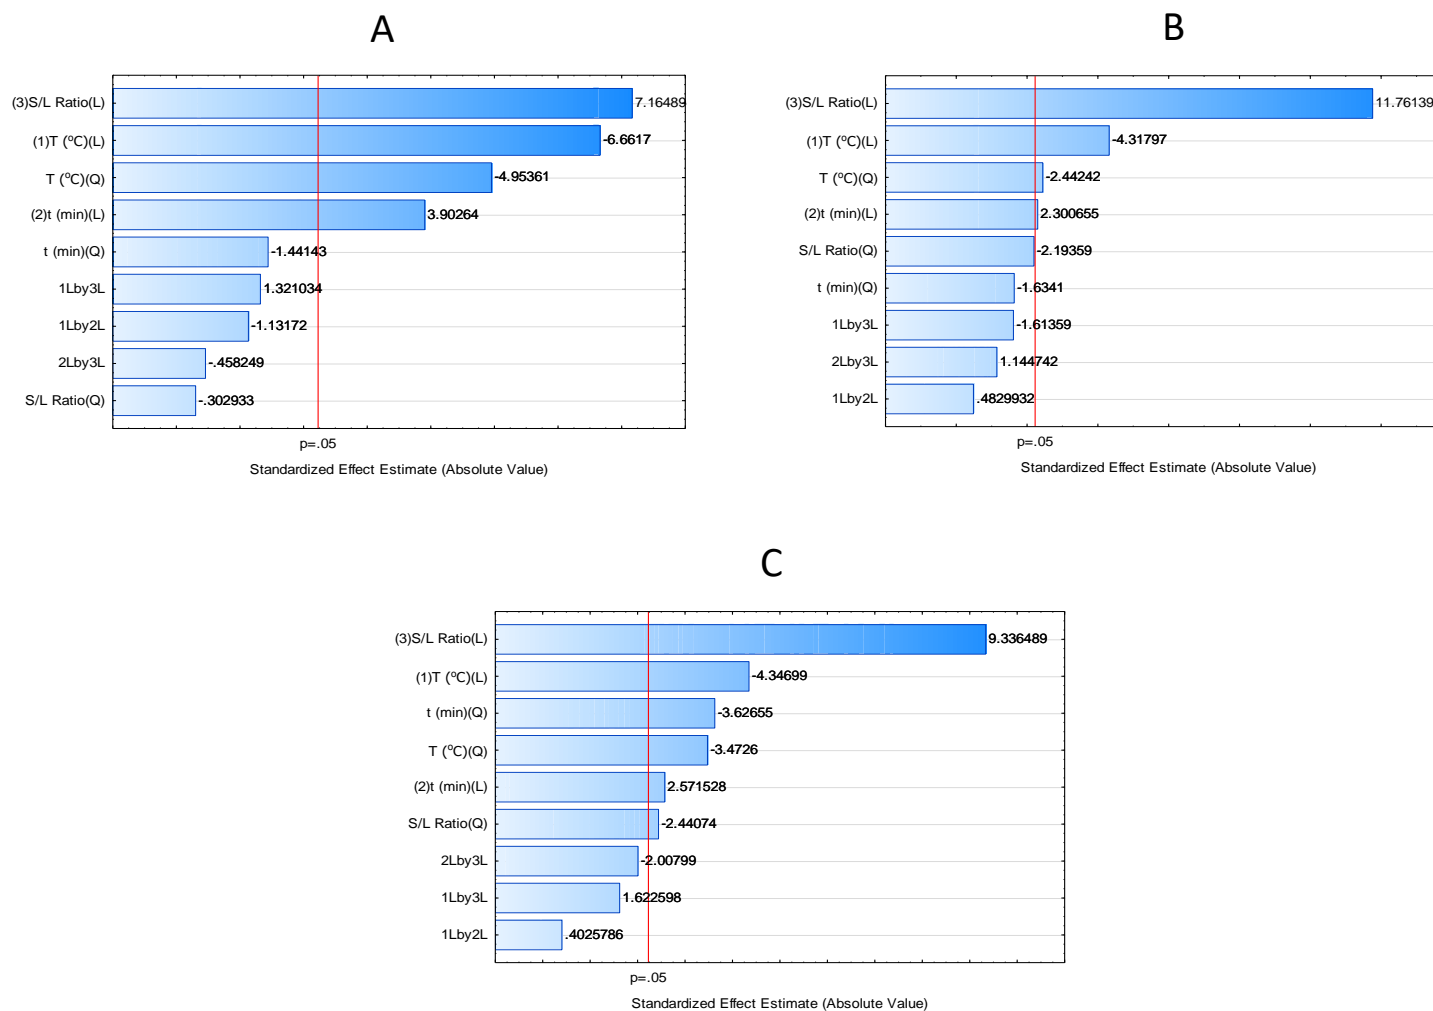 A
(3)S/L Ratio(L) 7.16489
(1)T (ºC)(L) -6.6617
T (ºC)(Q) -4.95361
(2)t (min)(L) 3.90264
t (min)(Q) -1.44143
1Lby3L 1.321034
1Lby2L -1.13172
2Lby3L -.458249
S/L Ratio(Q) -.302933
p=.05
Standardized Effect Estimate (Absolute Value)
B
(3)S/L Ratio(L) 11.76139
(1)T (ºC)(L) -4.31797
T (ºC)(Q) -2.44242
(2)t (min)(L) 2.300655
S/L Ratio(Q) -2.19359
t (min)(Q) -1.6341
1Lby3L -1.61359
2Lby3L 1.144742
1Lby2L .4829932
p=.05
Standardized Effect Estimate (Absolute Value)
C
(3)S/L Ratio(L) 9.336489
(1)T (ºC)(L) -4.34699
t (min)(Q) -3.62655
T (ºC)(Q) -3.4726
(2)t (min)(L) 2.571528
S/L Ratio(Q) -2.44074
2Lby3L -2.00799
1Lby3L 1.622598
1Lby2L .4025786
p=.05
Standardized Effect Estimate (Absolute Value)